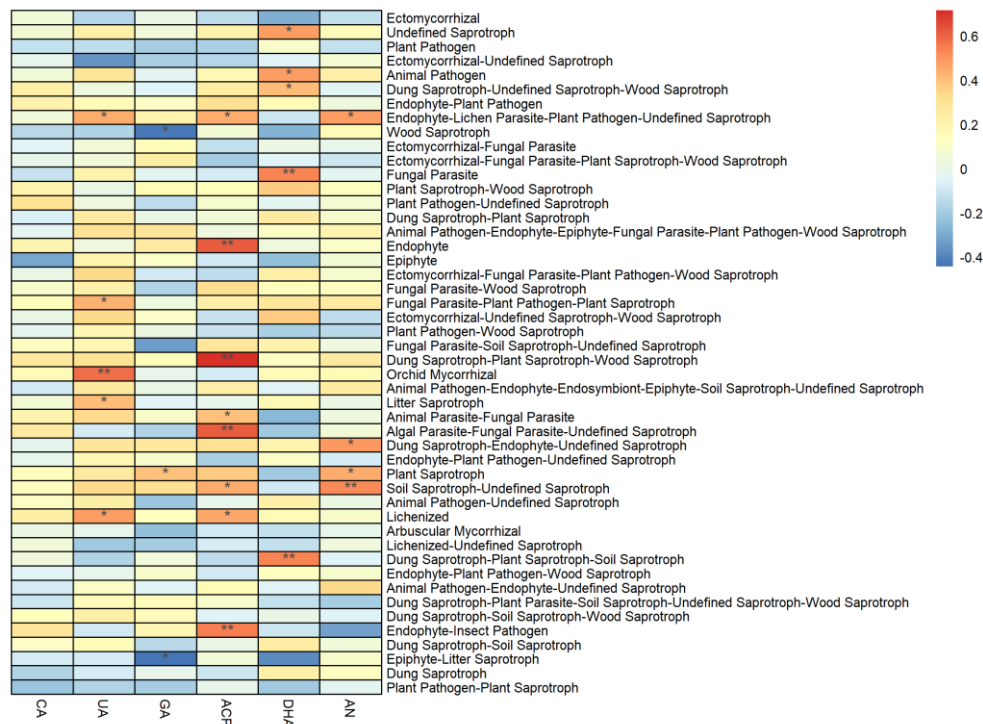 Ectomycorrhizal
Undefined Saprotroph
*
Plant Pathogen
Ectomycorrhizal-Undefined Saprotroph
Animal Pathogen
*
Dung Saprotroph-Undefined Saprotroph-Wood Saprotroph
*
Endophyte-Plant Pathogen
Endophyte-Lichen Parasite-Plant Pathogen-Undefined Saprotroph
* * *
Wood Saprotroph
*
Ectomycorrhizal-Fungal Parasite
Ectomycorrhizal-Fungal Parasite-Plant Saprotroph-Wood Saprotroph
Fungal Parasite
**
Plant Saprotroph-Wood Saprotroph
Plant Pathogen-Undefined Saprotroph
Dung Saprotroph-Plant Saprotroph
Animal Pathogen-Endophyte-Epiphyte-Fungal Parasite-Plant Pathogen-Wood Saprotroph
Endophyte
**
Epiphyte
Ectomycorrhizal-Fungal Parasite-Plant Pathogen-Wood Saprotroph
Fungal Parasite-Wood Saprotroph
Fungal Parasite-Plant Pathogen-Plant Saprotroph
*
Ectomycorrhizal-Undefined Saprotroph-Wood Saprotroph
Plant Pathogen-Wood Saprotroph
Fungal Parasite-Soil Saprotroph-Undefined Saprotroph
Dung Saprotroph-Plant Saprotroph-Wood Saprotroph
**
Orchid Mycorrhizal
**
Animal Pathogen-Endophyte-Endosymbiont-Epiphyte-Soil Saprotroph-Undefined Saprotroph
Litter Saprotroph
*
Animal Parasite-Fungal Parasite
*
Algal Parasite-Fungal Parasite-Undefined Saprotroph
**
Dung Saprotroph-Endophyte-Undefined Saprotroph
*
Endophyte-Plant Pathogen-Undefined Saprotroph
Plant Saprotroph
* *
Soil Saprotroph-Undefined Saprotroph
* **
Animal Pathogen-Undefined Saprotroph
Lichenized
* *
Arbuscular Mycorrhizal
Lichenized-Undefined Saprotroph
Dung Saprotroph-Plant Saprotroph-Soil Saprotroph
**
Endophyte-Plant Pathogen-Wood Saprotroph
Animal Pathogen-Endophyte-Undefined Saprotroph
Dung Saprotroph-Plant Parasite-Soil Saprotroph-Undefined Saprotroph-Wood Saprotroph
Dung Saprotroph-Soil Saprotroph-Wood Saprotroph
Endophyte-Insect Pathogen
**
Dung Saprotroph-Soil Saprotroph
Epiphyte-Litter Saprotroph
*
Dung Saprotroph
Plant Pathogen-Plant Saprotroph
CA
UA
GA
ACP
DHA
AN
0.6
0.4
0.2
0
-0.2
-0.4